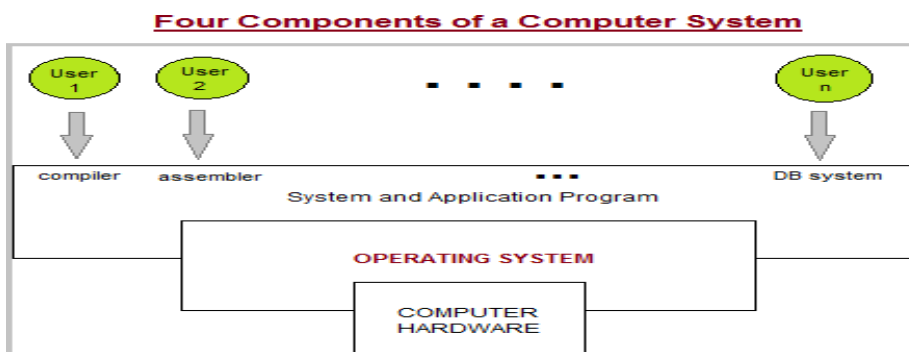 Four Components of a Computer System
User 1
User 2
. . . .
User n
compiler assembler ... DB system
System and Application Program
OPERATING SYSTEM
COMPUTER
HARDWARE